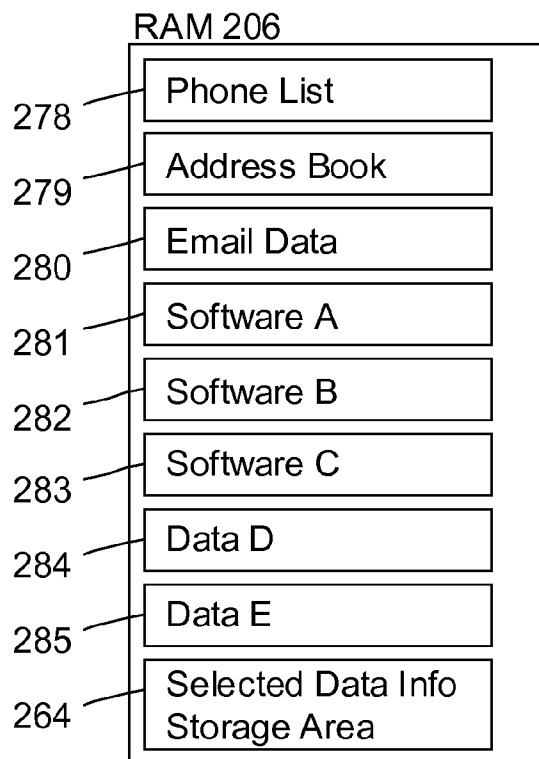 RAM 206
278 Phone List
279 Address Book
280 Email Data
281 Software A
282 Software B
283 Software C
284 Data D
285 Data E
264 Selected Data Info
Storage Area